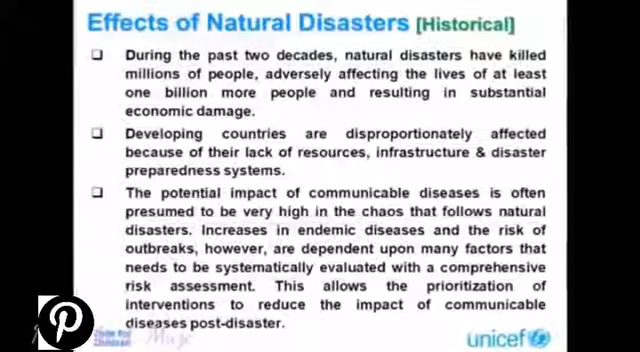 Effects of Natural Disasters [Historical]
During the past two decades, natural disasters have killed
millions of people, adversely affecting the lives of at least
one billion more people and resulting in substantial
economic damage.
Developing countries are disproportionately affected
because of their lack of resources, infrastructure & disaster
preparedness systems.
The potential impact of communicable diseases is often
presumed to be very high in the chaos that follows natural
disasters. Increases in endemic diseases and the risk of
outbreaks, however, are dependent upon many factors that
needs to be systematically evaluated with a comprehensive
risk assessment. This allows the prioritization of
interventions to reduce the impact of communicable
diseases post-disaster.
unicef